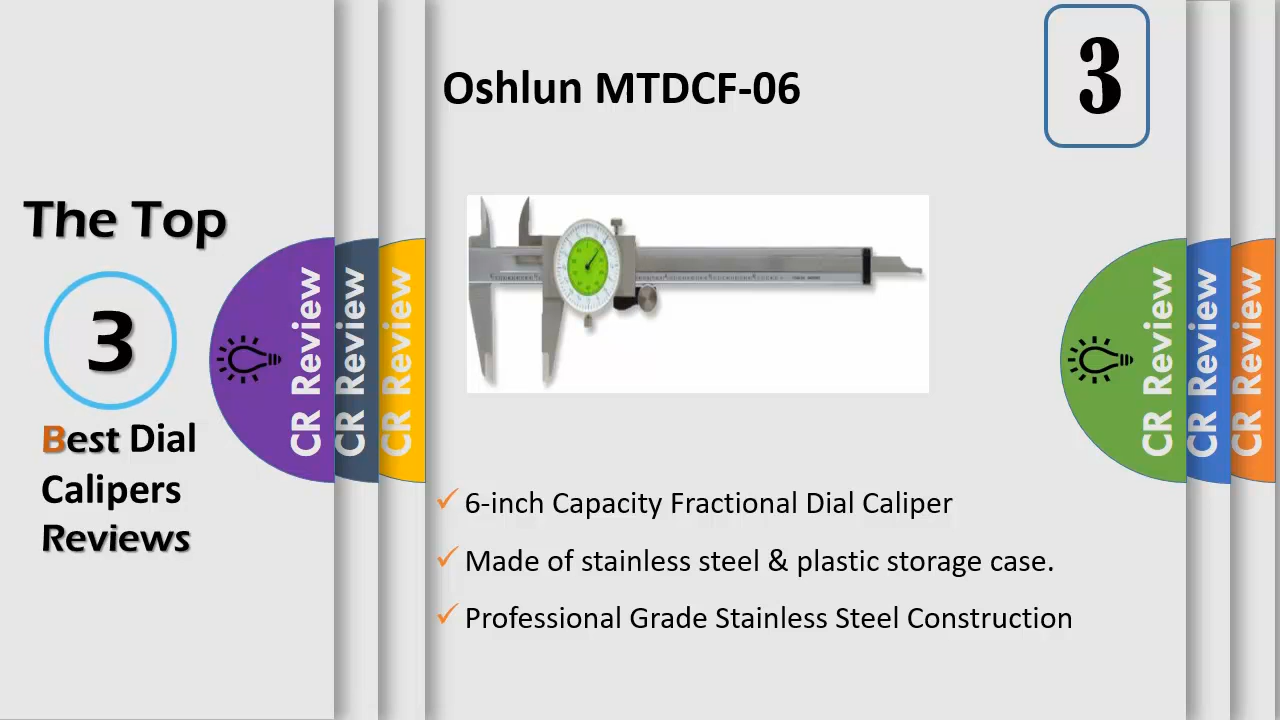 The Top
3
Best Dial
Calipers
Reviews
CR Review
CR Review
CR Review
Oshlun MTDCF-06
3
6-inch Capacity Fractional Dial Caliper
Made of stainless steel & plastic storage case.
Professional Grade Stainless Steel Construction
CR Review
CR Review
CR Review